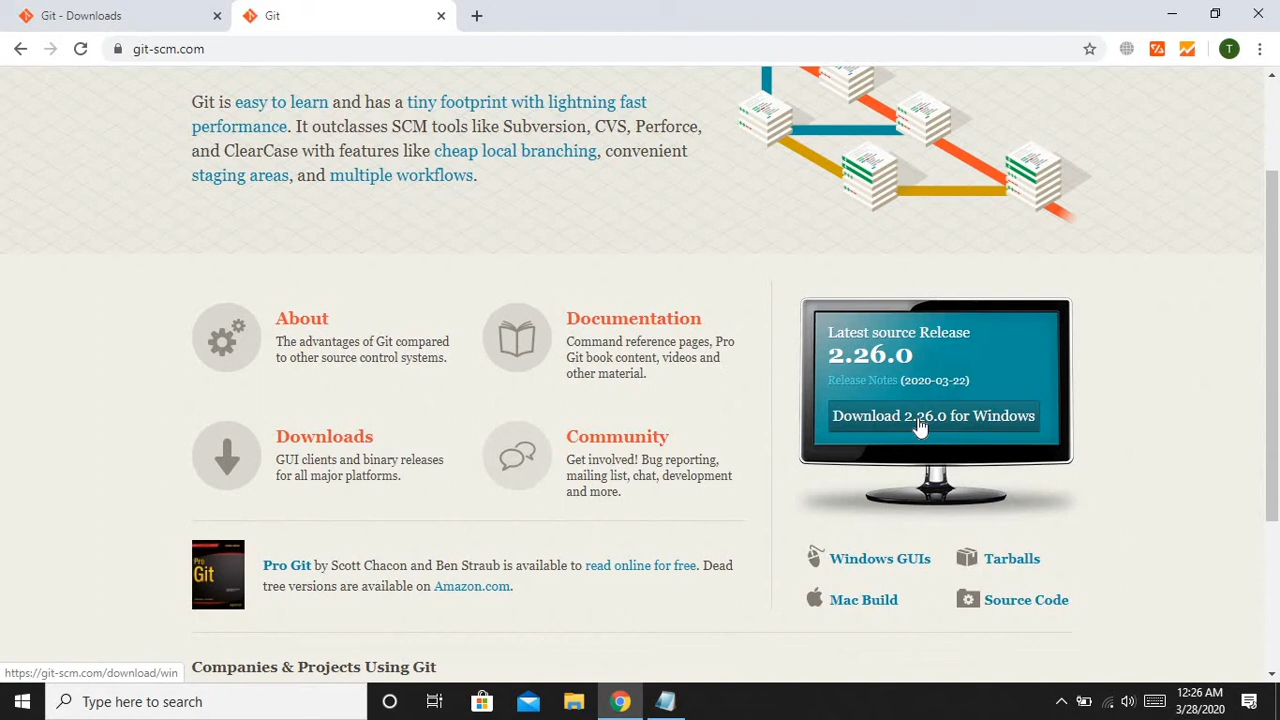 Git - Downloads
Git
git-scm.com
T
Git is easy to learn and has a tiny footprint with lightning fast
performance. It outclasses SCM tools like Subversion, CVS, Perforce,
and ClearCase with features like cheap local branching, convenient
staging areas, and multiple workflows.
About
The advantages of Git compared
to other source control systems.
Documentation
Command reference pages, Pro
Git book content, videos and
other material.
Downloads
GUI clients and binary releases
for all major platforms.
Community
Get involved! Bug reporting,
mailing list, chat, development
and more.
Latest source Release
2.26.0
Release Notes (2020-03-22)
Download 2.26.0 for Windows
Windows GUIs
Tarballs
Mac Build
Source Code
Pro
Git
Pro Git by Scott Chacon and Ben Straub is available to read online for free. Dead
tree versions are available on Amazon.com.
Companies & Projects Using Git
https://git-scm.com/download/win
Type here to search
12:26 AM
3/28/2020